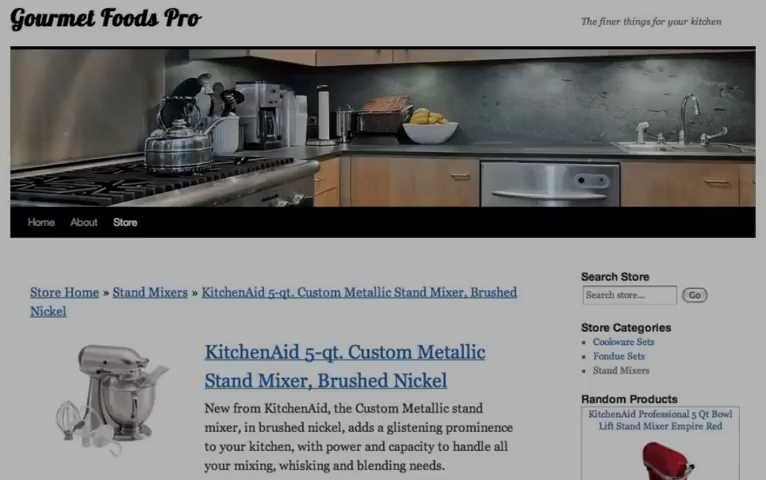 Gourmet Foods Pro
The finer things for your kitchen
Home About Store
Store Home » Stand Mixers » KitchenAid 5-qt. Custom Metallic Stand Mixer, Brushed
Nickel
KitchenAid 5-qt. Custom Metallic
Stand Mixer, Brushed Nickel
New from KitchenAid, the Custom Metallic stand
mixer, in brushed nickel, adds a glistening prominence
to your kitchen, with power and capacity to handle all
your mixing, whisking and blending needs.
Search Store
Search store... Go
Store Categories
Cookware Sets
Fondue Sets
Stand Mixers
Random Products
KitchenAid Professional 5 Qt Bowl
Lift Stand Mixer Empire Red